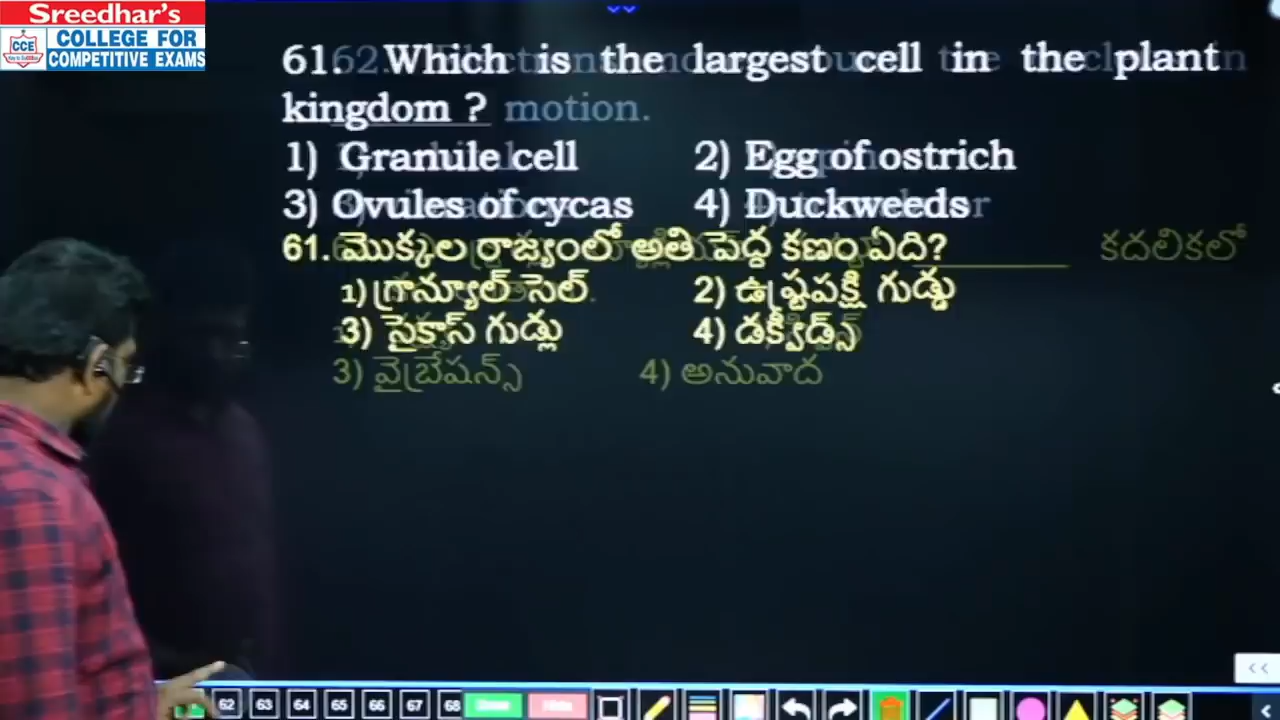 Sreedhar's
CCE
COLLEGE FOR
COMPETITIVE EXAMS
61. Which is the largest cell in the plant
kingdom ? motion.
1) Granule cell 2) Egg of ostrich
3) Ovules of cycas 4) Duckweeds
61. మొక్కల రాజ్యంలో అతి పెద్ద కణం ఏది? కదలికలో
1) గ్రాన్యూల్ సెల్. 2) ఉష్ట్రపక్షి గుడ్డు
3) సైకాస్ గుడ్లు 4) డక్వీడ్స్
3) వైబ్రేషన్స్ 4) అనువాద
62 63 64 65 66 67 68